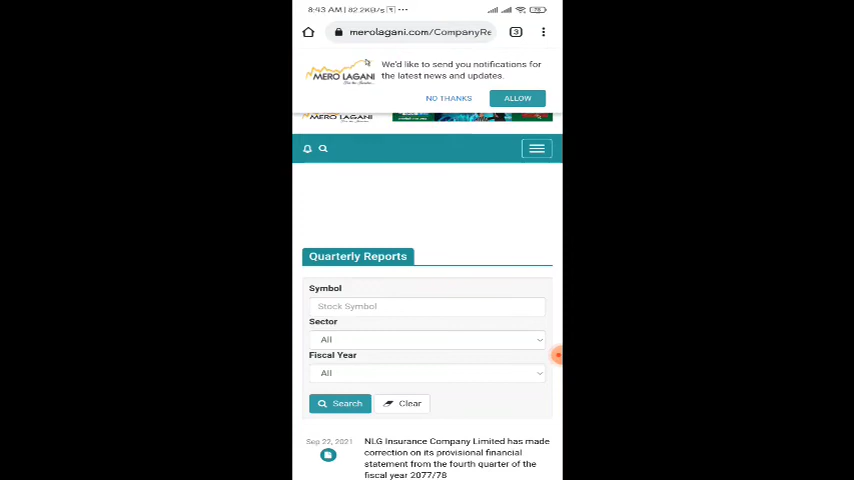 8:43 AM | 82.2KB/s ···
78
merolagani.com/CompanyRe
3
We'd like to send you notifications for
MERO LAGANI
the latest news and updates.
NO THANKS
ALLOW
MERO LAGANI
Quarterly Reports
Symbol
Stock Symbol
Sector
All
Fiscal Year
All
Search
Clear
Sep 22, 2021
NLG Insurance Company Limited has made
correction on its provisional financial
statement from the fourth quarter of the
fiscal year 2077/78